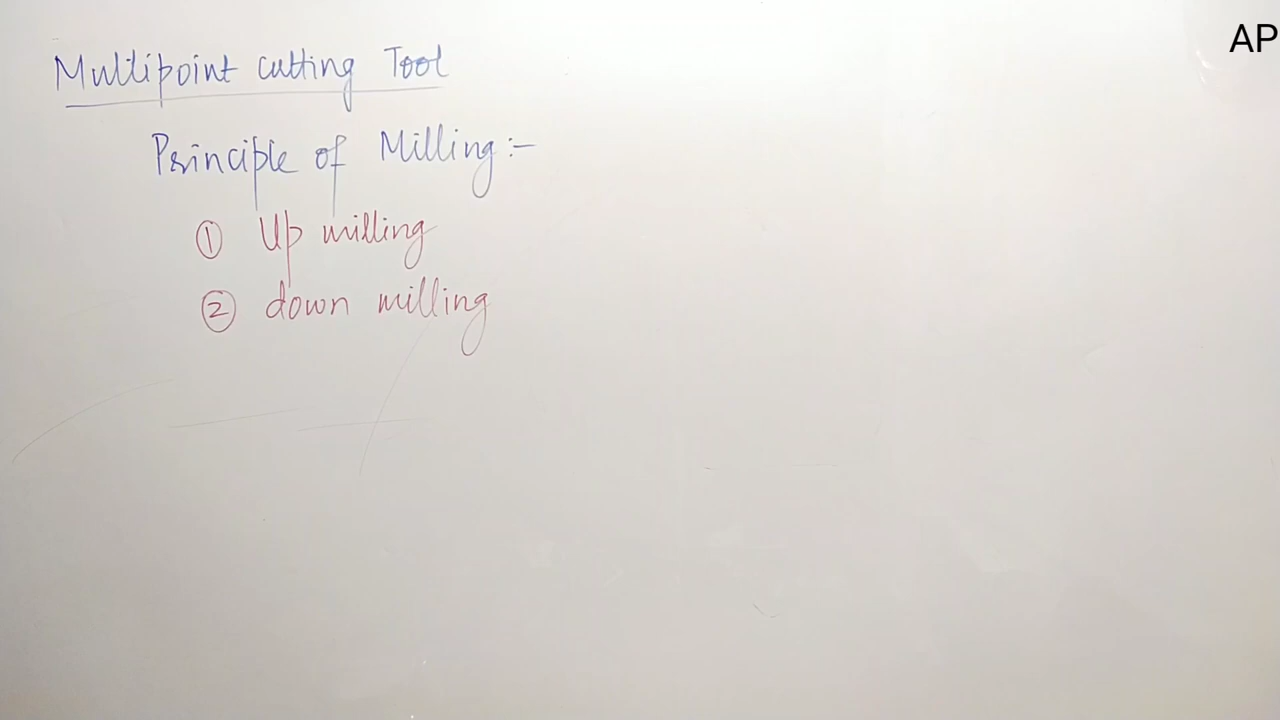 AP
Multipoint cutting Tool
Principle of Milling :-
① Up milling
② down milling